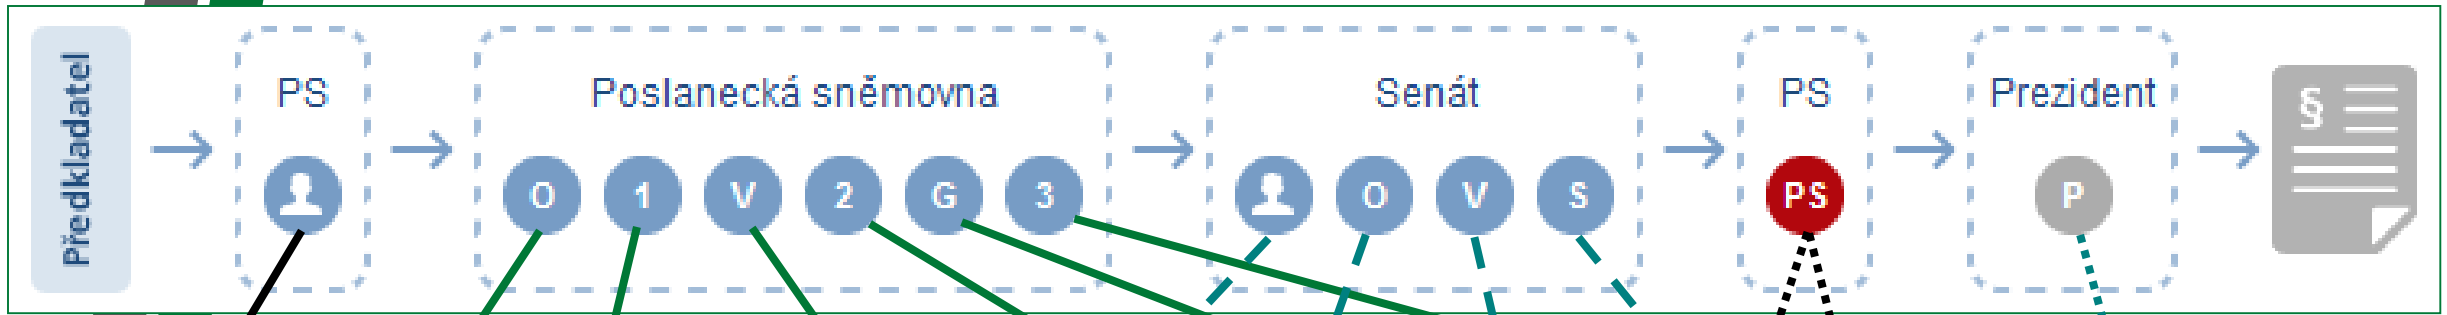 Předkladatel
PS
Poslanecká sněmovna
O 1 V 2 G 3
Senát
O V S
PS
PS
Prezident
P
§